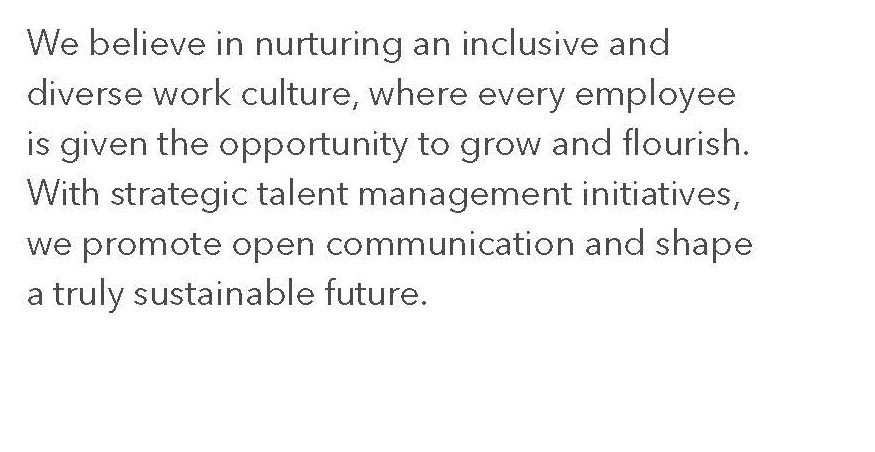 We believe in nurturing an inclusive and
diverse work culture, where every employee
is given the opportunity to grow and flourish.
With strategic talent management initiatives,
we promote open communication and shape
a truly sustainable future.